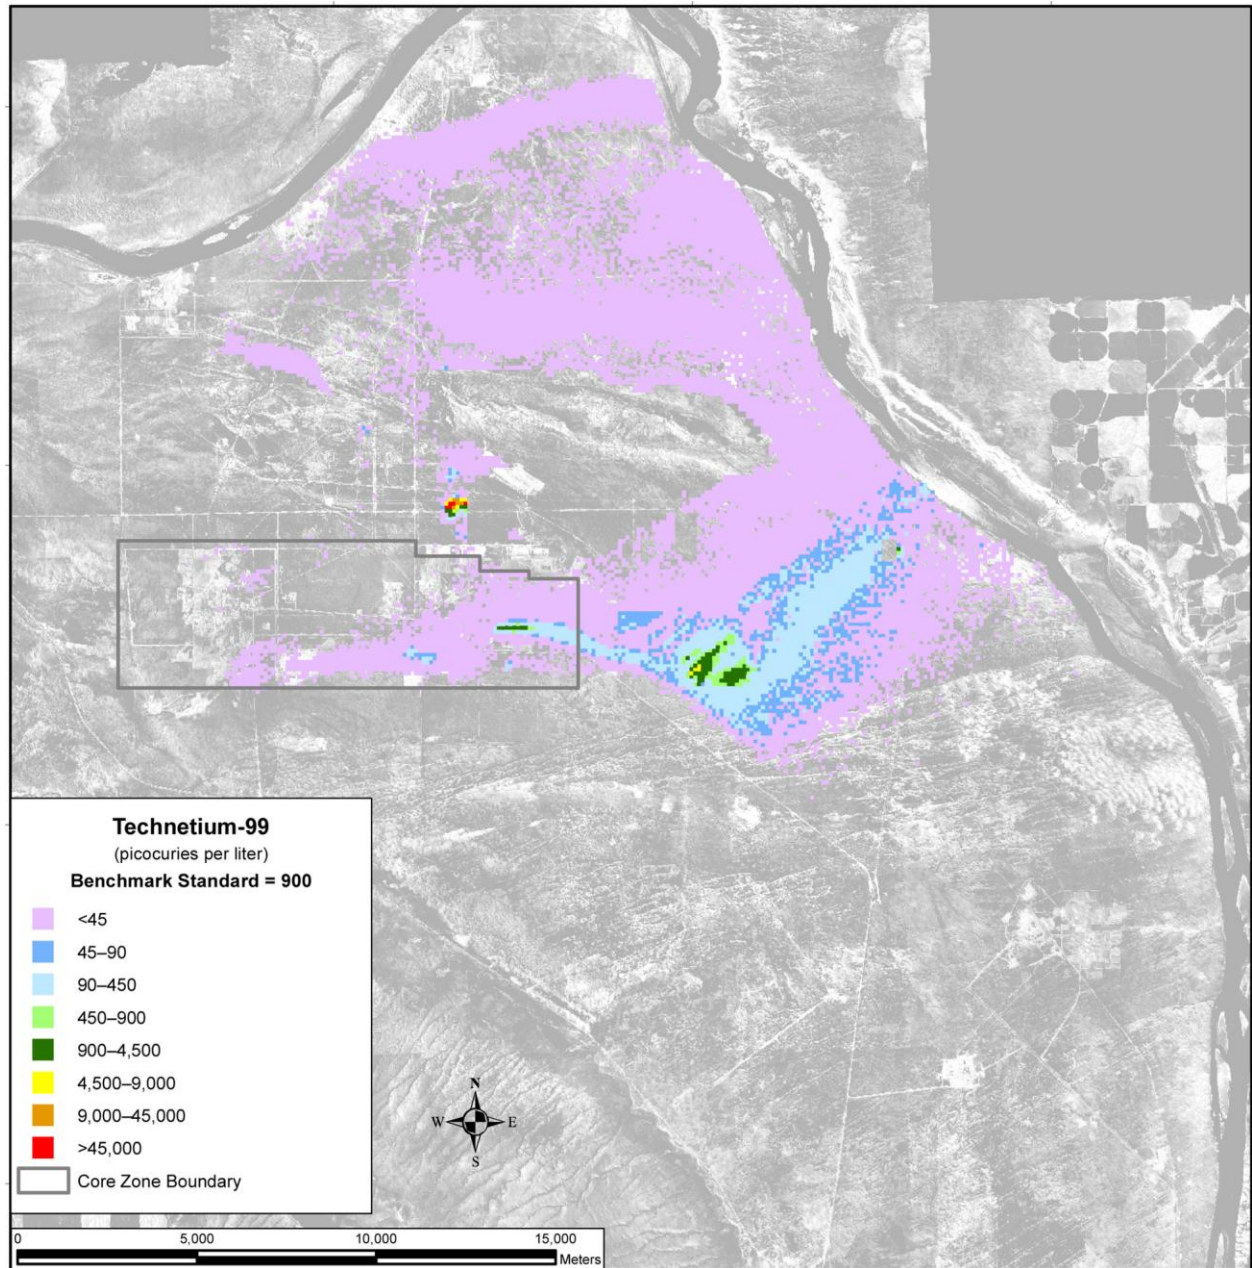 Technetium-99
(picocuries per liter)
Benchmark Standard = 900
<45
45–90
90–450
450–900
900–4,500
4,500–9,000
9,000–45,000
>45,000
Core Zone Boundary
N
W E
S
0 5,000 10,000 15,000
Meters